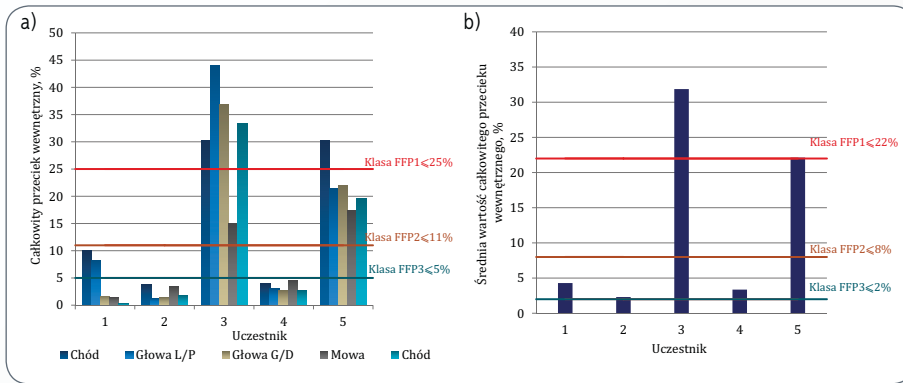 a)
Całkowity przeciek wewnętrzny, %
50
45
40
35
30
25
20
15
10
5
0
Klasa FFP1⩽25%
Klasa FFP2⩽11%
Klasa FFP3⩽5%
1 2 3 4 5
Uczestnik
Chód Głowa L/P Głowa G/D Mowa Chód
b)
Średnia wartość całkowitego przecieku
wewnętrznego, %
40
35
30
25
20
15
10
5
0
Klasa FFP1⩽22%
Klasa FFP2⩽8%
Klasa FFP3⩽2%
1 2 3 4 5
Uczestnik